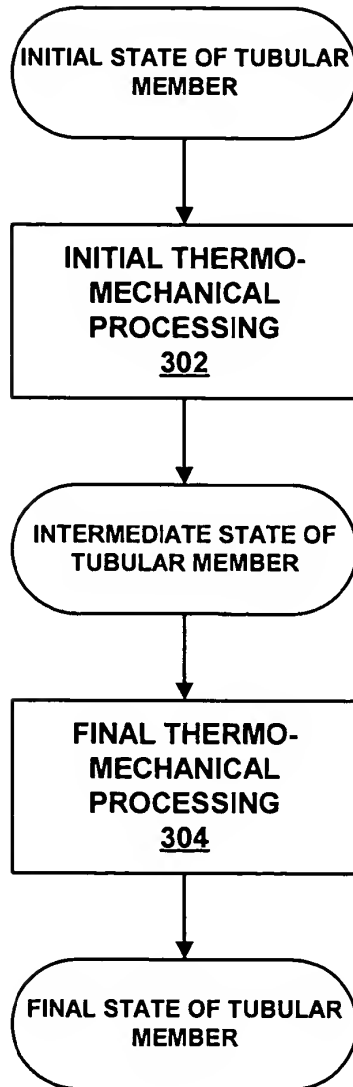 INITIAL STATE OF TUBULAR
MEMBER
INITIAL THERMO-
MECHANICAL
PROCESSING
302
INTERMEDIATE STATE OF
TUBULAR MEMBER
FINAL THERMO-
MECHANICAL
PROCESSING
304
FINAL STATE OF TUBULAR
MEMBER